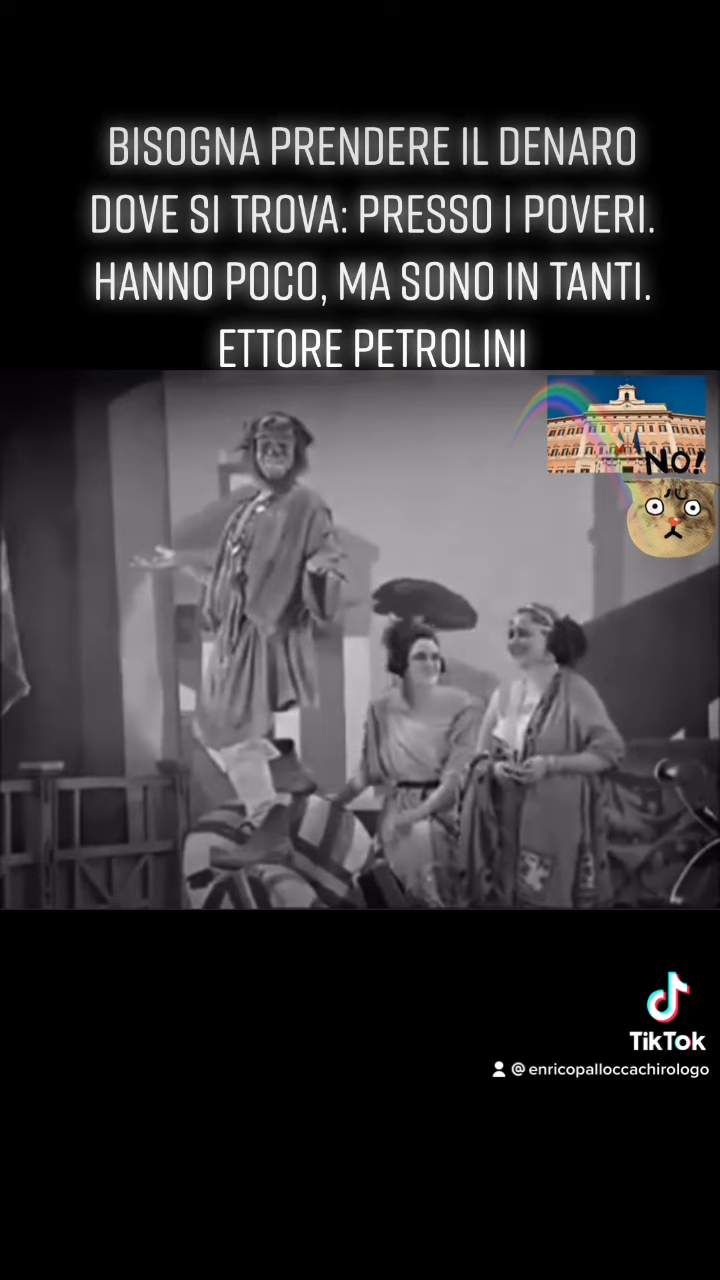 BISOGNA PRENDERE IL DENARO
DOVE SI TROVA: PRESSO I POVERI.
HANNO POCO, MA SONO IN TANTI.
ETTORE PETROLINI
NO!
TikTok
@enricopalloccachirologo